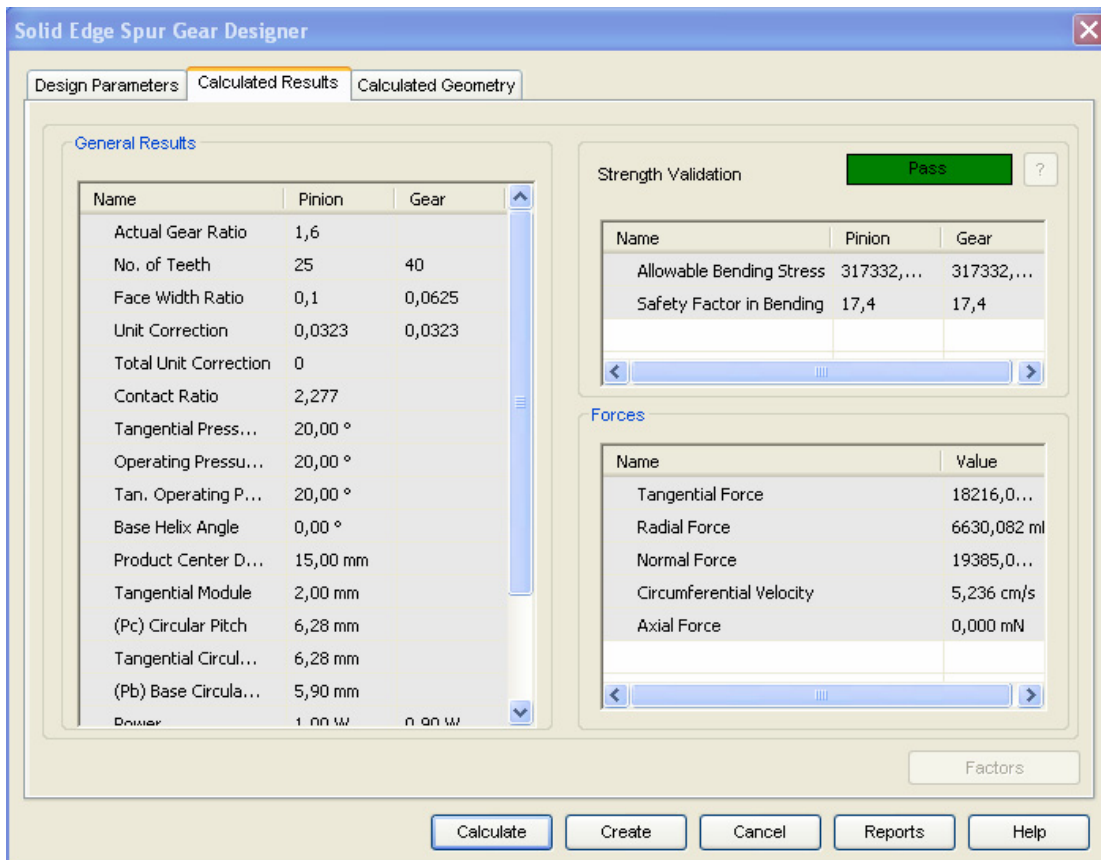 Solid Edge Spur Gear Designer
Design Parameters Calculated Results Calculated Geometry
General Results
Name Pinion Gear
Actual Gear Ratio 1,6
No. of Teeth 25 40
Face Width Ratio 0,1 0,0625
Unit Correction 0,0323 0,0323
Total Unit Correction 0
Contact Ratio 2,277
Tangential Press... 20,00 °
Operating Pressu... 20,00 °
Tan. Operating P... 20,00 °
Base Helix Angle 0,00 °
Product Center D... 15,00 mm
Tangential Module 2,00 mm
(Pc) Circular Pitch 6,28 mm
Tangential Circul... 6,28 mm
(Pb) Base Circula... 5,90 mm
Power 1,00 W 0,90 W
Strength Validation Pass ?
Name Pinion Gear
Allowable Bending Stress 317332,... 317332,...
Safety Factor in Bending 17,4 17,4
Forces
Name Value
Tangential Force 18216,0...
Radial Force 6630,082
Normal Force 19385,0...
Circumferential Velocity 5,236 cm/s
Axial Force 0,000 mN
Factors
Calculate Create Cancel Reports Help